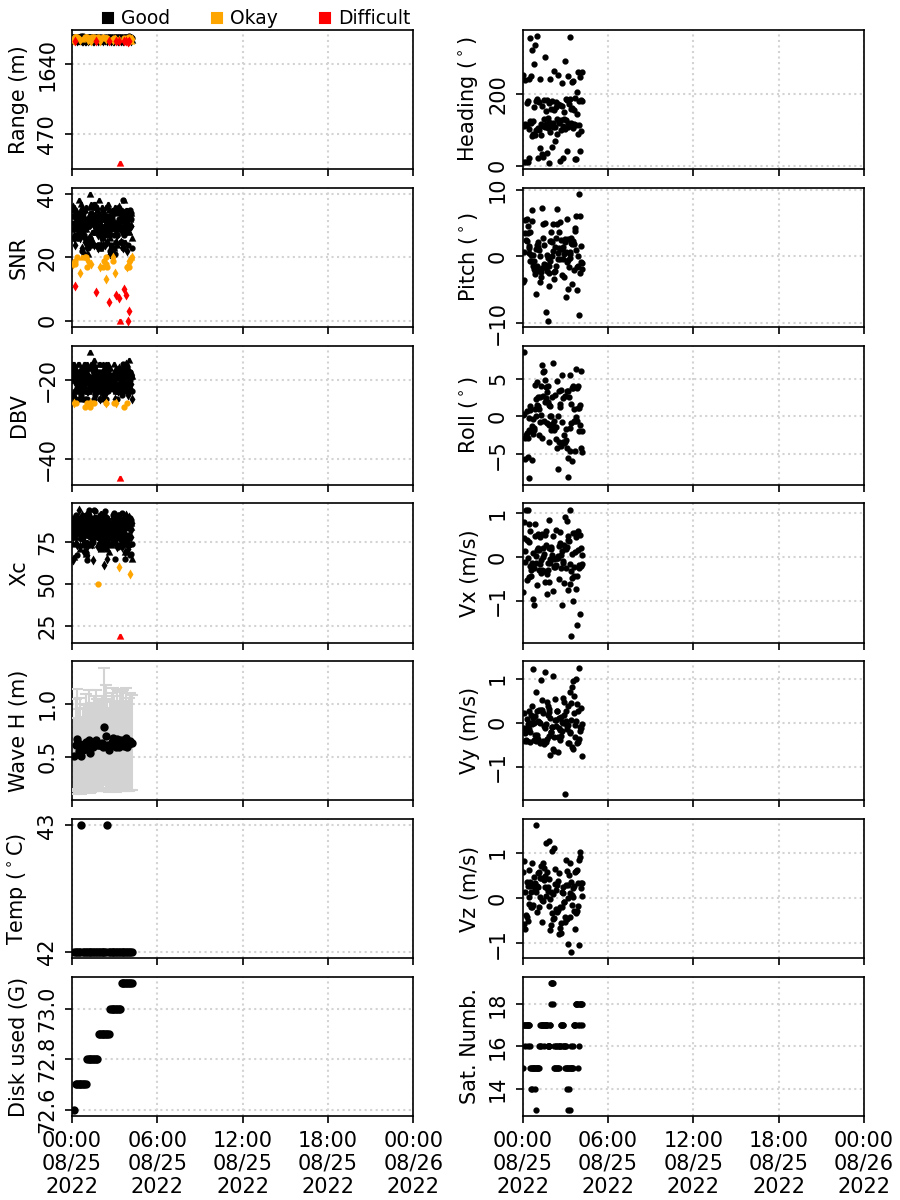 Good Okay Difficult
Range (m)
1640
470
Heading (°)
200
0
SNR
40
20
0
Pitch (°)
10
0
−10
DBV
−20
−40
Roll (°)
5
0
−5
Xc
75
50
25
Vx (m/s)
1
0
−1
Wave H (m)
1.0
0.5
Vy (m/s)
1
0
−1
Temp (°C)
43
42
Vz (m/s)
1
0
−1
Disk used (G)
73.0
72.8
72.6
Sat. Numb.
18
16
14
00:00 06:00 12:00 18:00 00:00
08/25 08/25 08/25 08/25 08/26
2022 2022 2022 2022 2022
00:00 06:00 12:00 18:00 00:00
08/25 08/25 08/25 08/25 08/26
2022 2022 2022 2022 2022